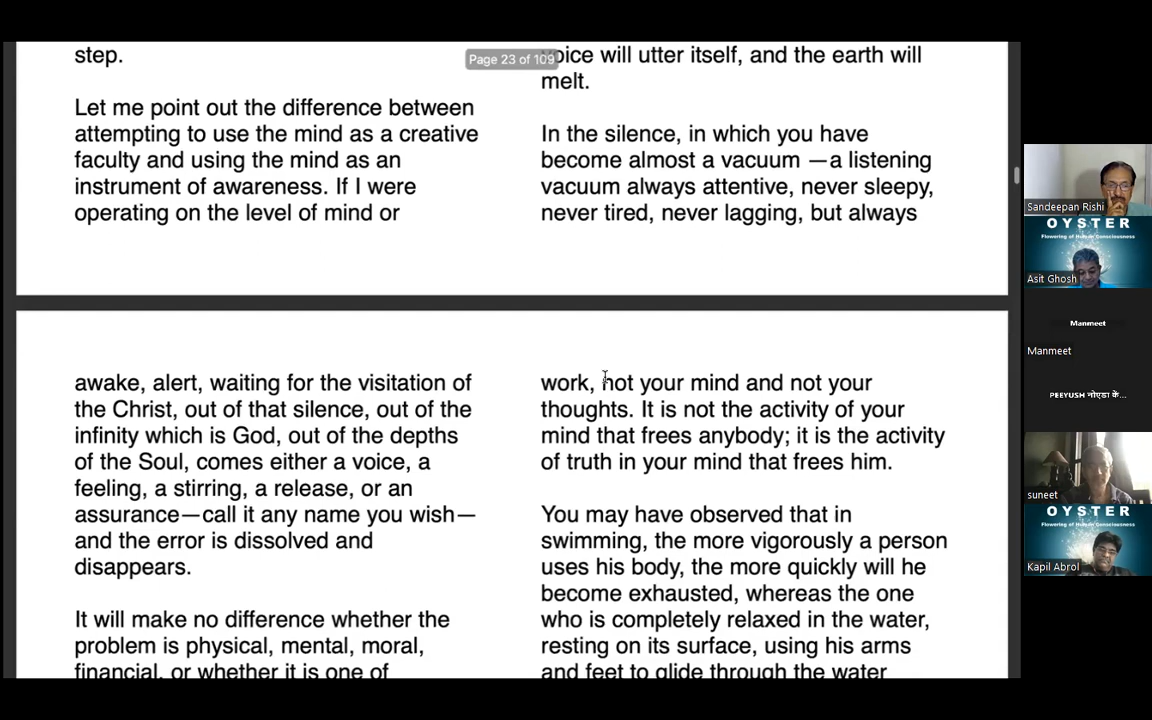 step.
Let me point out the difference between
attempting to use the mind as a creative
faculty and using the mind as an
instrument of awareness. If I were
operating on the level of mind or
Page 23 of 109
voice will utter itself, and the earth will
melt.
In the silence, in which you have
become almost a vacuum —a listening
vacuum always attentive, never sleepy,
never tired, never lagging, but always
awake, alert, waiting for the visitation of
the Christ, out of that silence, out of the
infinity which is God, out of the depths
of the Soul, comes either a voice, a
feeling, a stirring, a release, or an
assurance—call it any name you wish—
and the error is dissolved and
disappears.
It will make no difference whether the
problem is physical, mental, moral,
financial, or whether it is one of
work, not your mind and not your
thoughts. It is not the activity of your
mind that frees anybody; it is the activity
of truth in your mind that frees him.
You may have observed that in
swimming, the more vigorously a person
uses his body, the more quickly will he
become exhausted, whereas the one
who is completely relaxed in the water,
resting on its surface, using his arms
and feet to glide through the water
Sandeepan Rishi
OYSTER
Flowering of Human Consciousness
Asit Ghosh
Manmeet
Manmeet
PEEYUSH नोएडा कें...
suneet
OYSTER
Flowering of Human Consciousness
Kapil Abrol